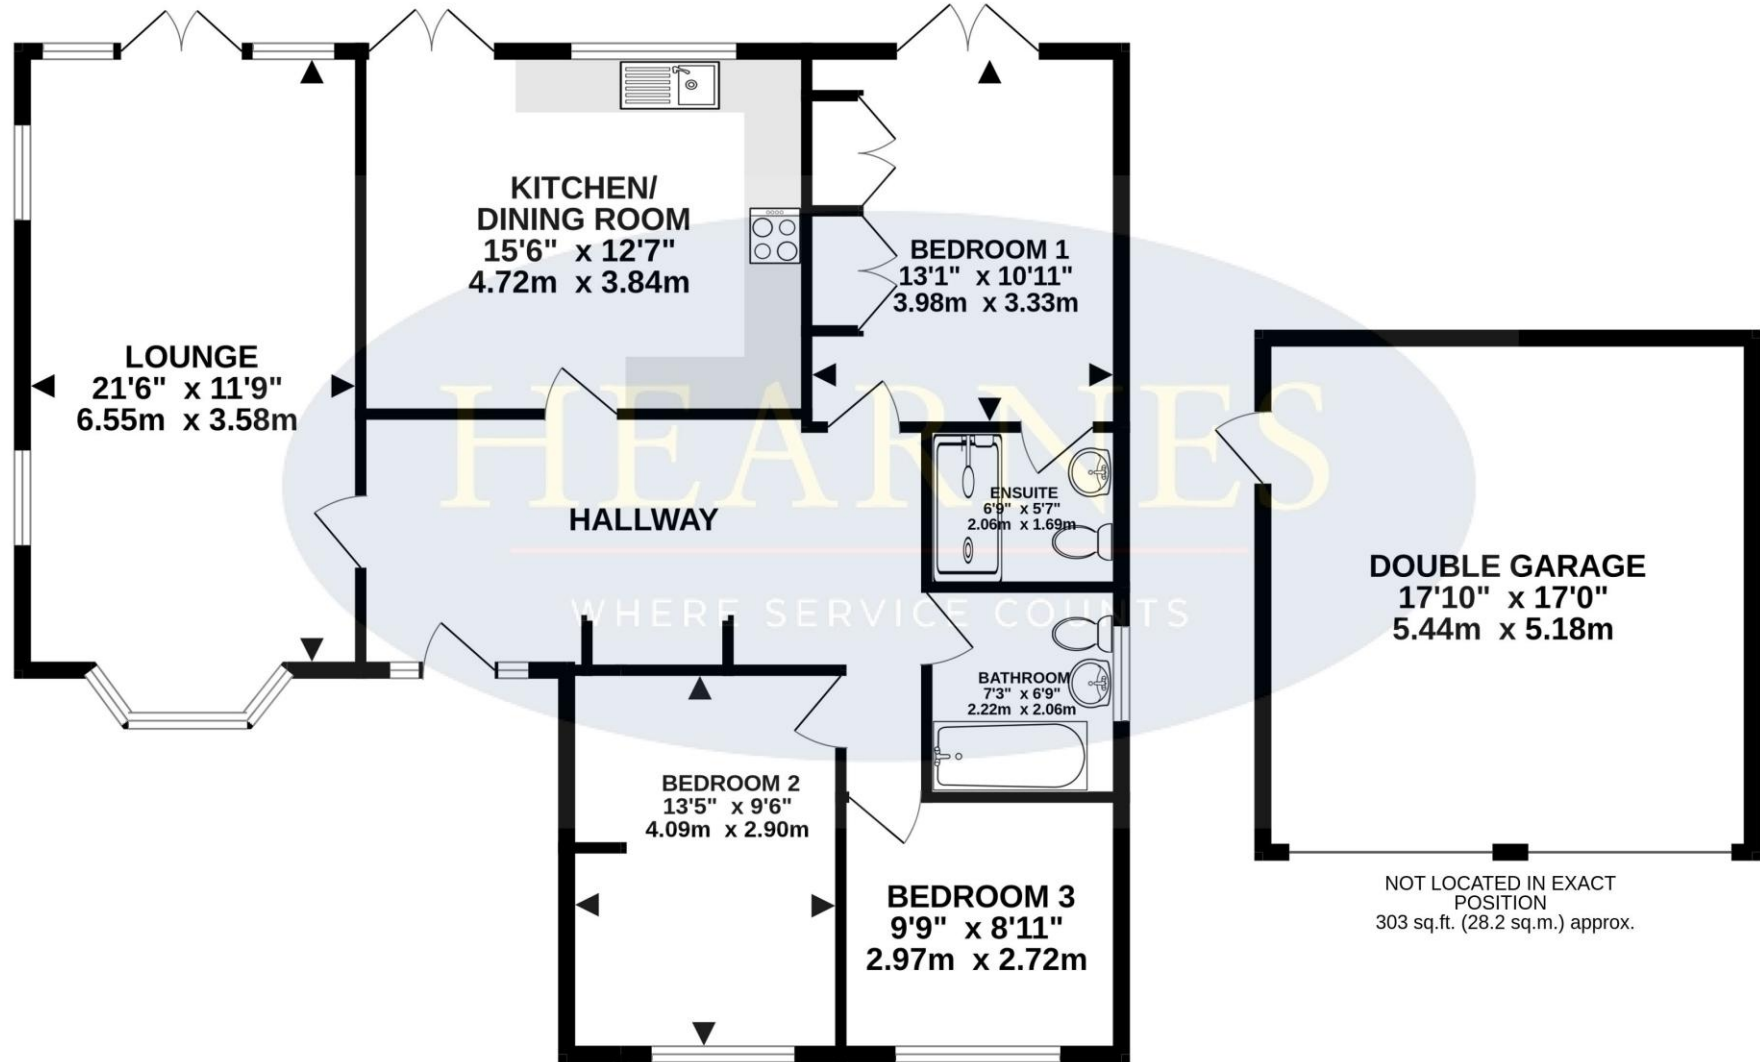 KITCHEN/
DINING ROOM
15'6" x 12'7"
4.72m x 3.84m
BEDROOM 1
13'1" x 10'11"
3.98m x 3.33m
LOUNGE
21'6" x 11'9"
6.55m x 3.58m
HEARNES
WHERE SERVICE COUNTS
HALLWAY
ENSUITE
6'9" x 5'7"
2.06m x 1.69m
DOUBLE GARAGE
17'10" x 17'0"
5.44m x 5.18m
BATHROOM
7'3" x 6'9"
2.22m x 2.06m
BEDROOM 2
13'5" x 9'6"
4.09m x 2.90m
BEDROOM 3
9'9" x 8'11"
2.97m x 2.72m
NOT LOCATED IN EXACT
POSITION
303 sq.ft. (28.2 sq.m.) approx.